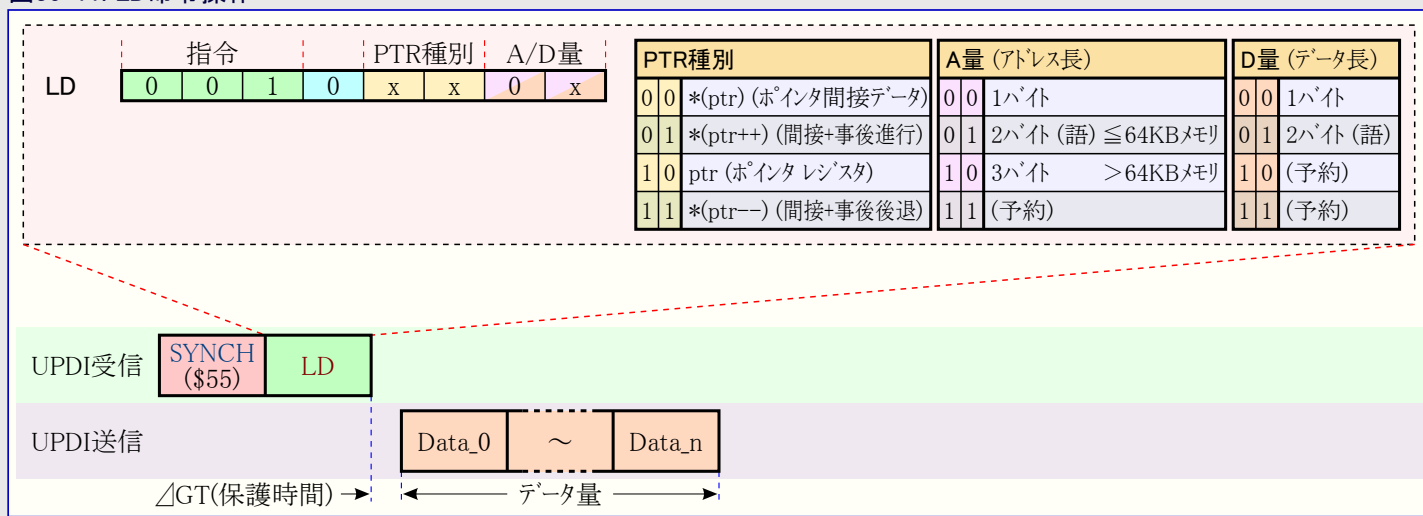 指令 PTR種別 A/D量
LD 0 0 1 0 x x 0 x
PTR種別
0 0 *(ptr) (ポインタ間接データ)
0 1 *(ptr++) (間接+事後進行)
1 0 ptr (ポインタ レジスタ)
1 1 *(ptr--) (間接+事後後退)
A量 (アドレス長)
0 0 1バイト
0 1 2バイト (語) ≦64KBメモリ
1 0 3バイト >64KBメモリ
1 1 (予約)
D量 (データ長)
0 0 1バイト
0 1 2バイト (語)
1 0 (予約)
1 1 (予約)
UPDI受信 SYNCH
($55)
LD
UPDI送信 Data_0 ～ Data_n
⊿GT(保護時間)
データ量